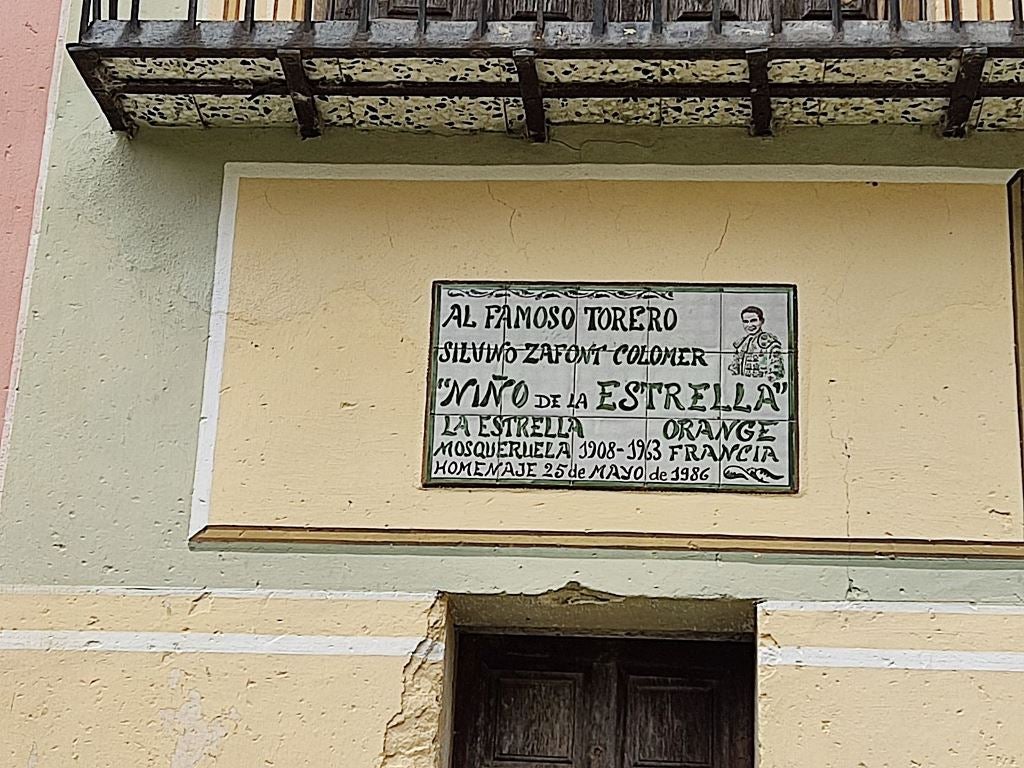 AL FAMOSO TORERO
SILVINO ZAFONT COLOMER
"NIÑO DE LA ESTRELLA"
LA ESTRELLA ORANGE
MOSQUERUELA 1908-1963 FRANCIA
HOMENAJE 25 de MAYO de 1986